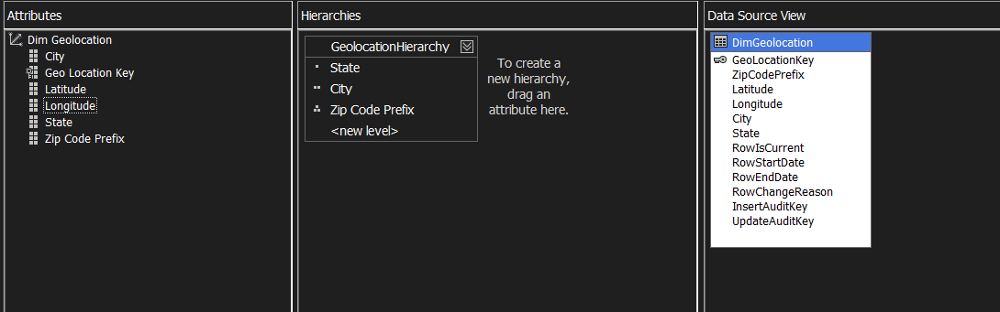 Attributes
Dim Geolocation
City
Geo Location Key
Latitude
Longitude
State
Zip Code Prefix
Hierarchies
GeolocationHierarchy
State
City
Zip Code Prefix
<new level>
To create a
new hierarchy,
drag an
attribute here.
Data Source View
DimGeolocation
GeoLocationKey
ZipCodePrefix
Latitude
Longitude
City
State
RowIsCurrent
RowStartDate
RowEndDate
RowChangeReason
InsertAuditKey
UpdateAuditKey